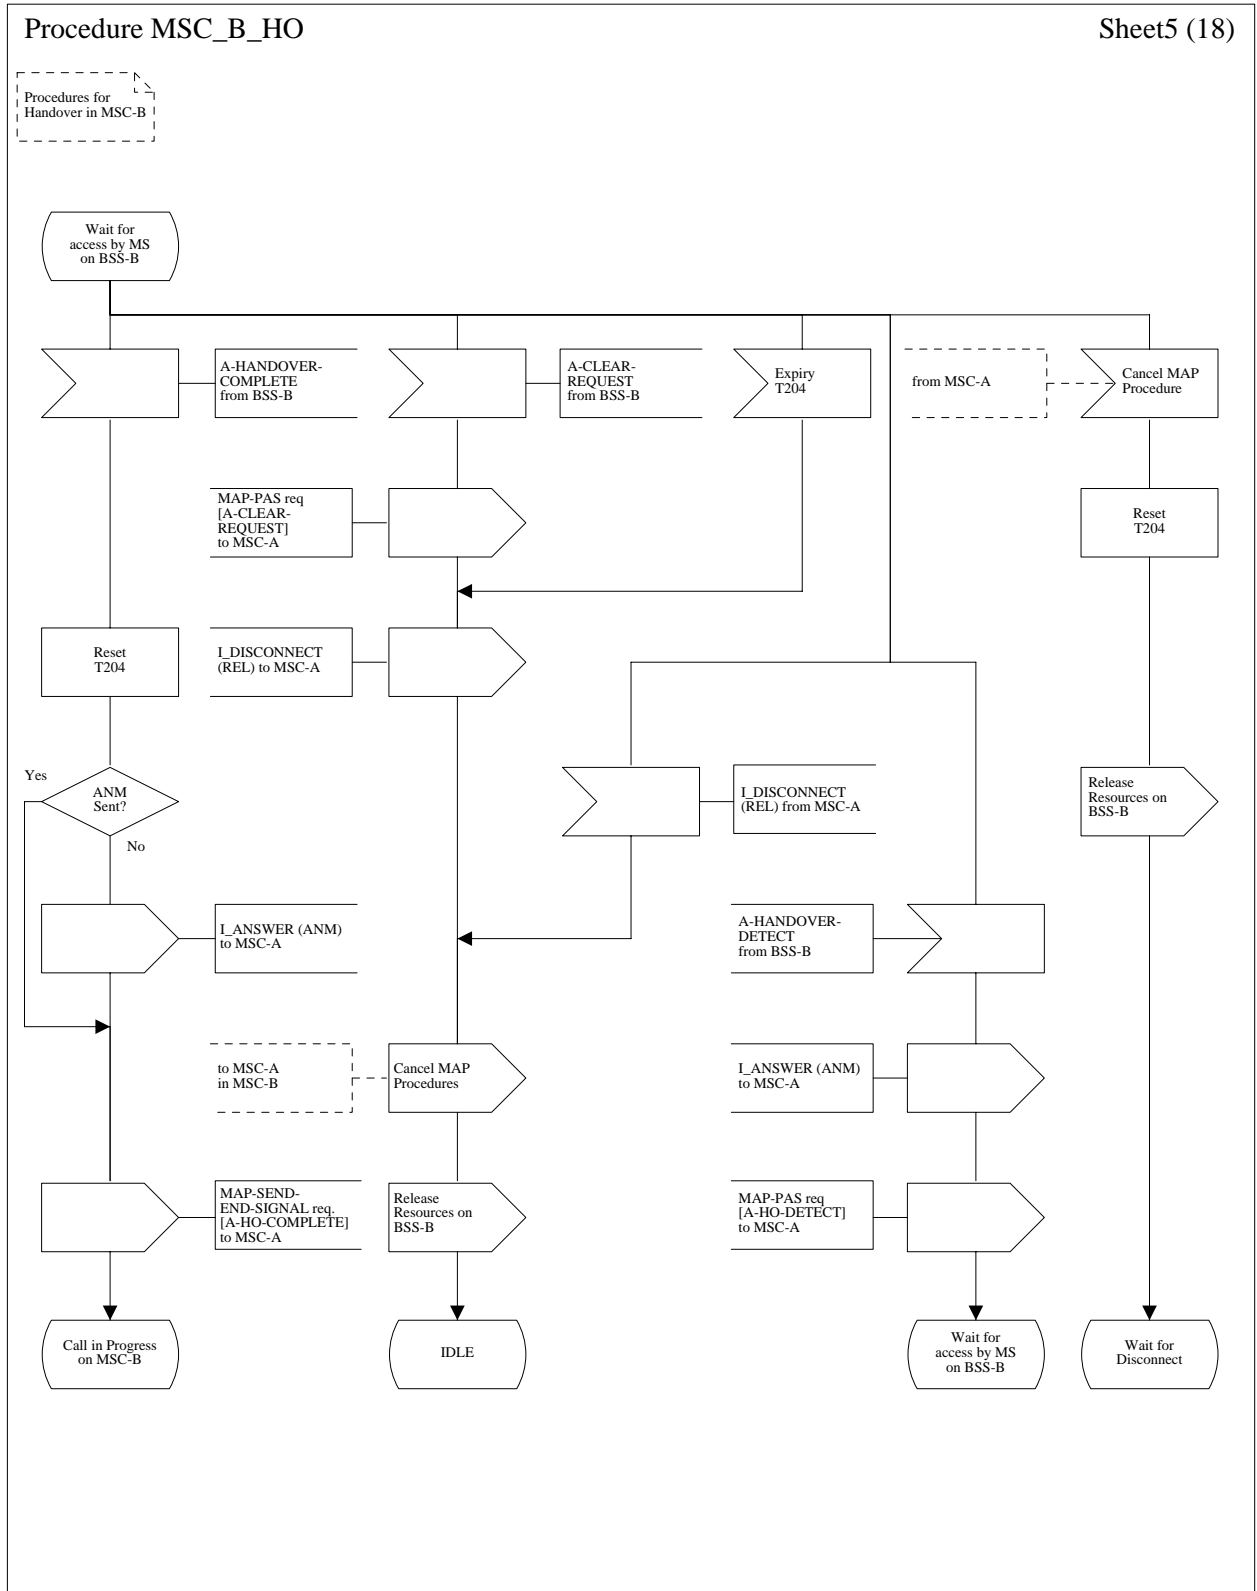 Procedure MSC_B_HO
Sheet5 (18)
Procedures for
Handover in MSC-B
Wait for
access by MS
on BSS-B
A-HANDOVER-
COMPLETE
from BSS-B
A-CLEAR-
REQUEST
from BSS-B
Expiry
T204
from MSC-A
Cancel MAP
Procedure
MAP-PAS req
[A-CLEAR-
REQUEST]
to MSC-A
Reset
T204
Reset
T204
I_DISCONNECT
(REL) to MSC-A
Yes
ANM
Sent?
No
I_DISCONNECT
(REL) from MSC-A
Release
Resources on
BSS-B
I_ANSWER (ANM)
to MSC-A
A-HANDOVER-
DETECT
from BSS-B
to MSC-A
in MSC-B
Cancel MAP
Procedures
I_ANSWER (ANM)
to MSC-A
MAP-SEND-
END-SIGNAL req.
[A-HO-COMPLETE]
to MSC-A
Release
Resources on
BSS-B
MAP-PAS req
[A-HO-DETECT]
to MSC-A
Call in Progress
on MSC-B
IDLE
Wait for
access by MS
on BSS-B
Wait for
Disconnect